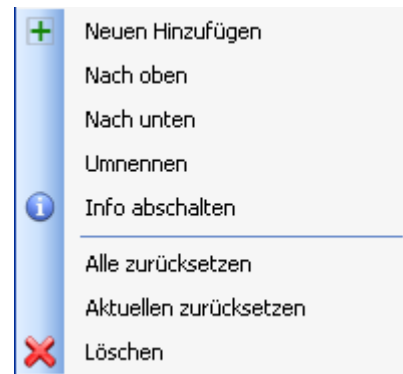 Neuen Hinzufügen
Nach oben
Nach unten
Umnennen
Info abschalten
Alle zurücksetzen
Aktuellen zurücksetzen
Löschen